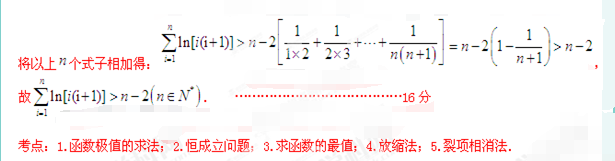 将以上 n 个式子相加得：∑_{i=1}^{n} ln[i(i+1)] > n−2[1/(1×2) + 1/(2×3) + ⋯ + 1/(n(n+1))] = n−2(1−1/(n+1)) > n−2，
故 ∑_{i=1}^{n} ln[i(i+1)] > n−2(n∈N*). ………………………………16 分
考点：1.函数极值的求法；2.恒成立问题；3.求函数的最值；4.放缩法；5.裂项相消法．